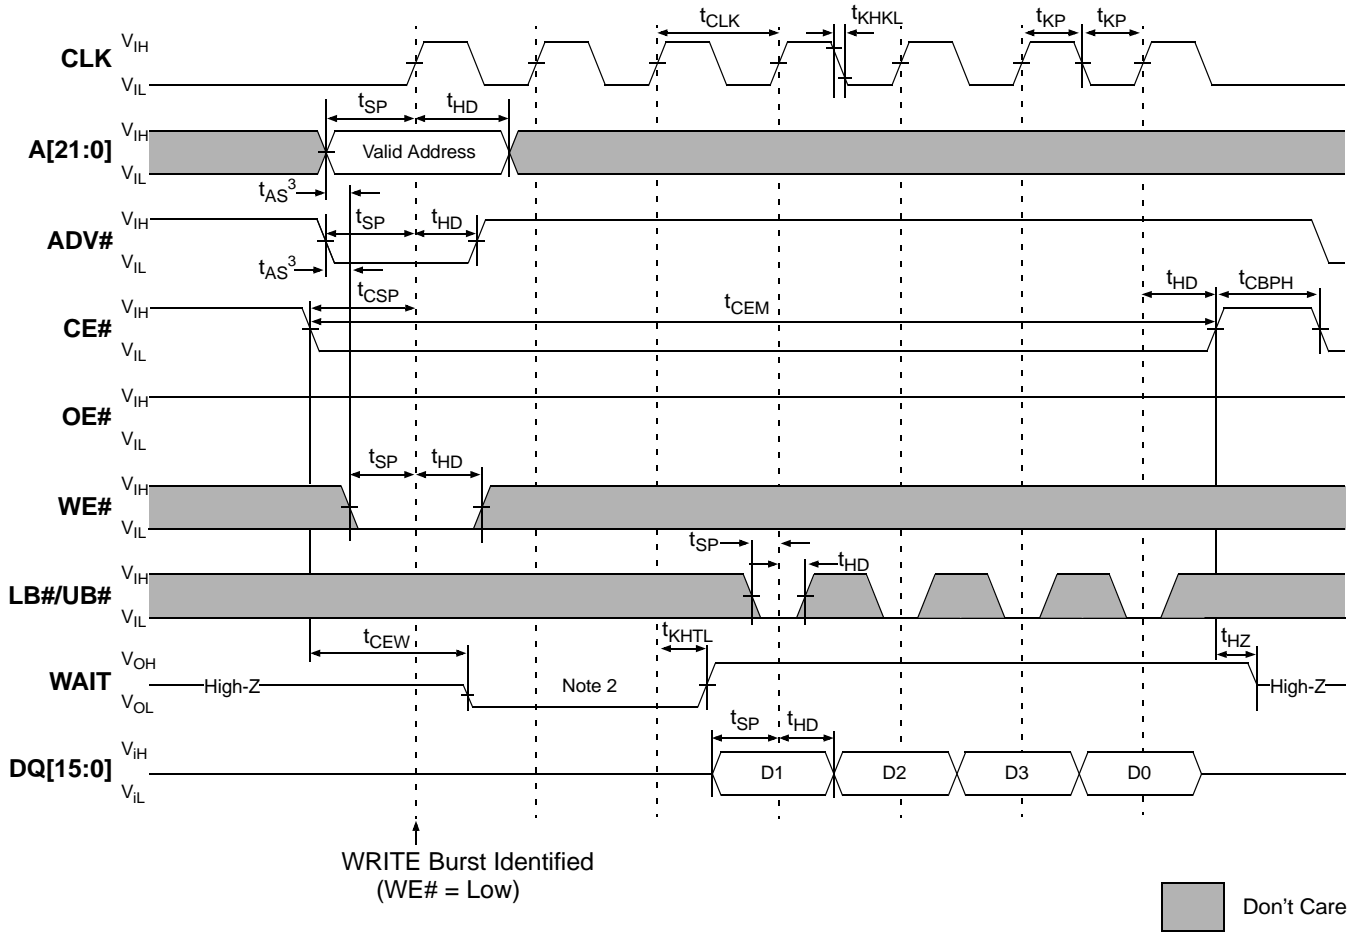 tCLK tKHKL tKP tKP
CLK VIH VIL
tSP tHD
A[21:0] VIH VIL Valid Address
tAS3
tSP tHD
ADV# VIH VIL
tAS3
tCSP tCEM tHD tCBPH
CE# VIH VIL
OE# VIH VIL
tSP tHD
WE# VIH VIL
tSP tHD
LB#/UB# VIH VIL
tCEW tKHTL tHZ
WAIT VOH VOL High-Z Note 2 High-Z
tSP tHD
DQ[15:0] ViH ViL D1 D2 D3 D0
WRITE Burst Identified
(WE# = Low)
Don't Care